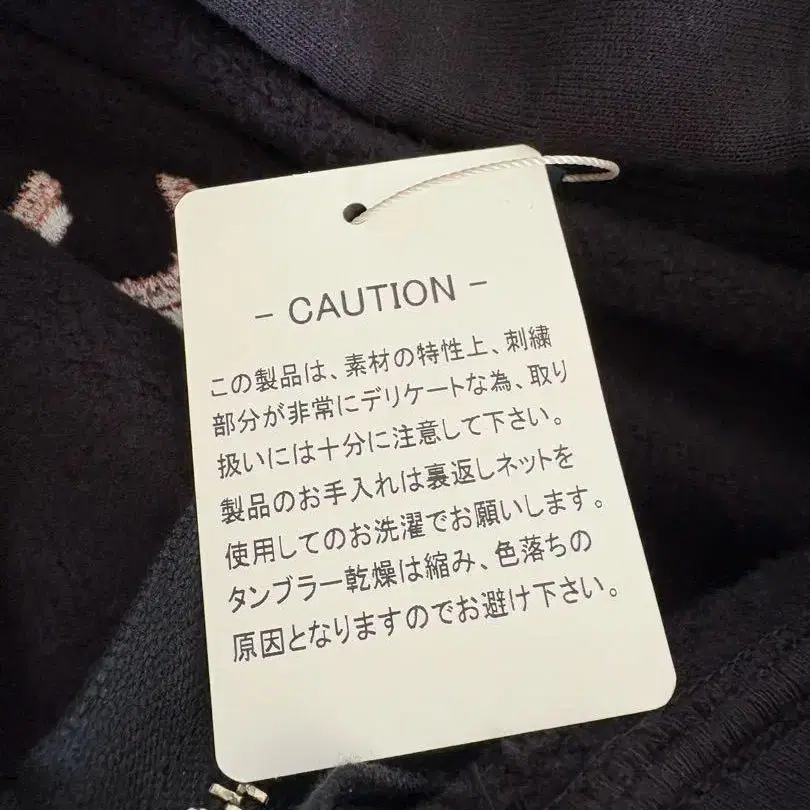 - CAUTION -
この製品は、素材の特性上、刺繍
部分が非常にデリケートな為、取り
扱いには十分に注意して下さい。
製品のお手入れは裏返しネットを
使用してのお洗濯でお願いします。
タンブラー乾燥は縮み、色落ちの
原因となりますのでお避け下さい。